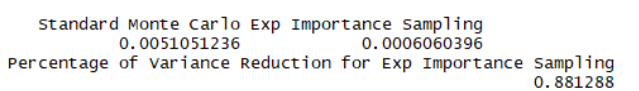 Standard Monte Carlo Exp Importance Sampling
0.0051051236 0.0006060396
Percentage of Variance Reduction for Exp Importance Sampling
0.881288